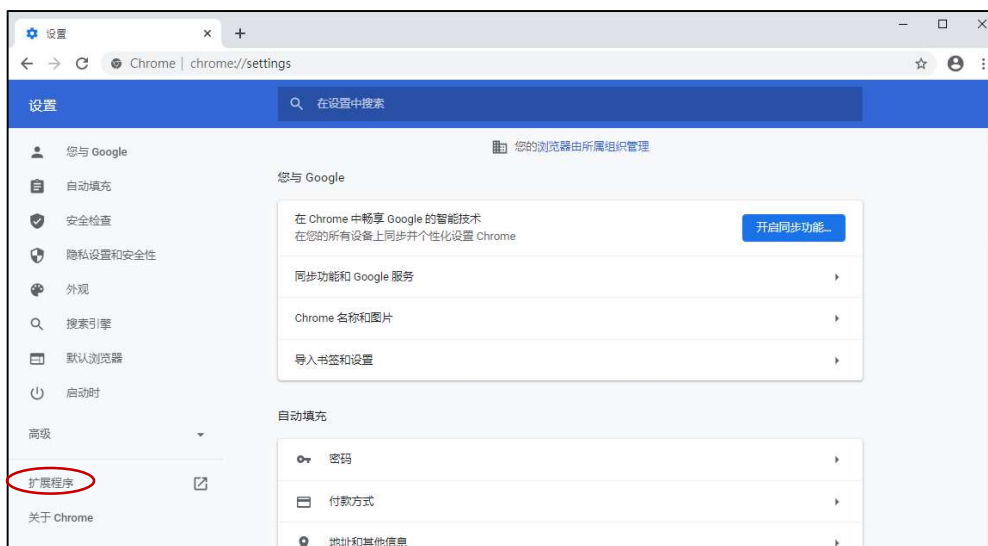 设置
Chrome | chrome://settings
设置
在设置中搜索
您与 Google
自动填充
安全检查
隐私设置和安全性
外观
搜索引擎
默认浏览器
启动时
高级
扩展程序
关于 Chrome
您的浏览器由所属组织管理
您与 Google
在 Chrome 中畅享 Google 的智能技术
在您的所有设备上同步并个性化设置 Chrome
开启同步功能...
同步功能和 Google 服务
Chrome 名称和图片
导入书签和设置
自动填充
密码
付款方式
地址和其他信息